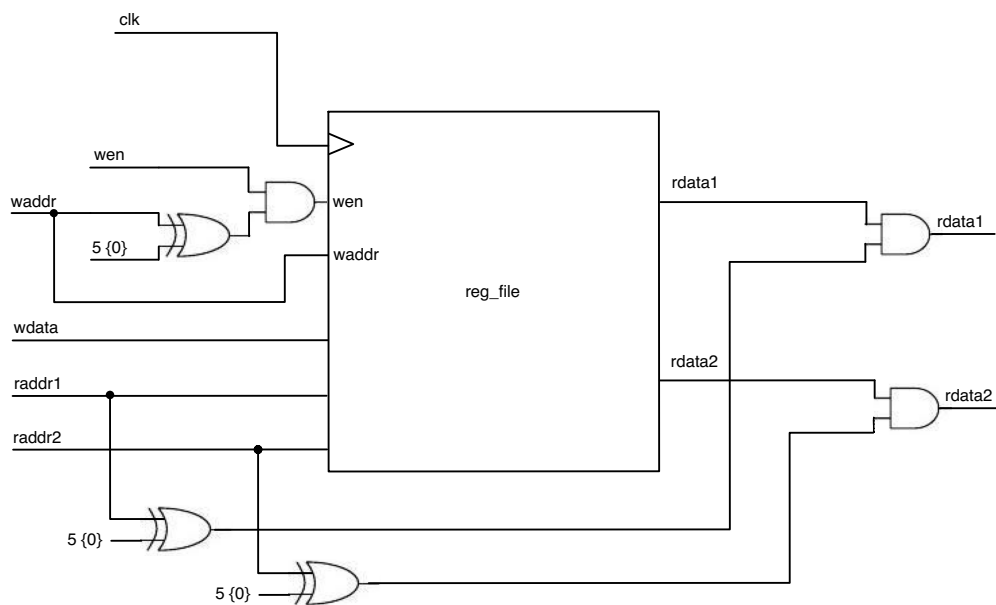 clk
wen
waddr
5 {0}
wen
waddr
wdata
raddr1
raddr2
reg_file
rdata1
rdata1
rdata2
rdata2
5 {0}
5 {0}